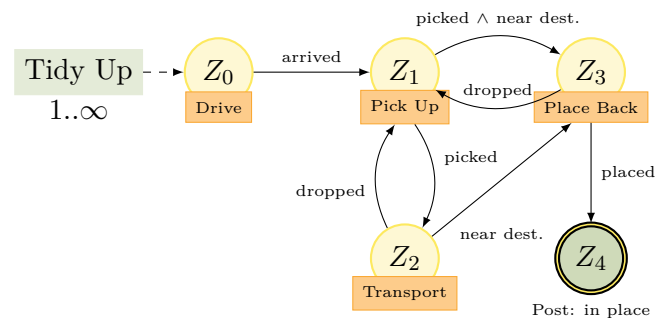 picked ∧ near dest.
Tidy Up
1..∞
Z₀
Drive
arrived
Z₁
Pick Up
dropped
Z₃
Place Back
dropped
picked
placed
near dest.
Z₂
Transport
Z₄
Post: in place